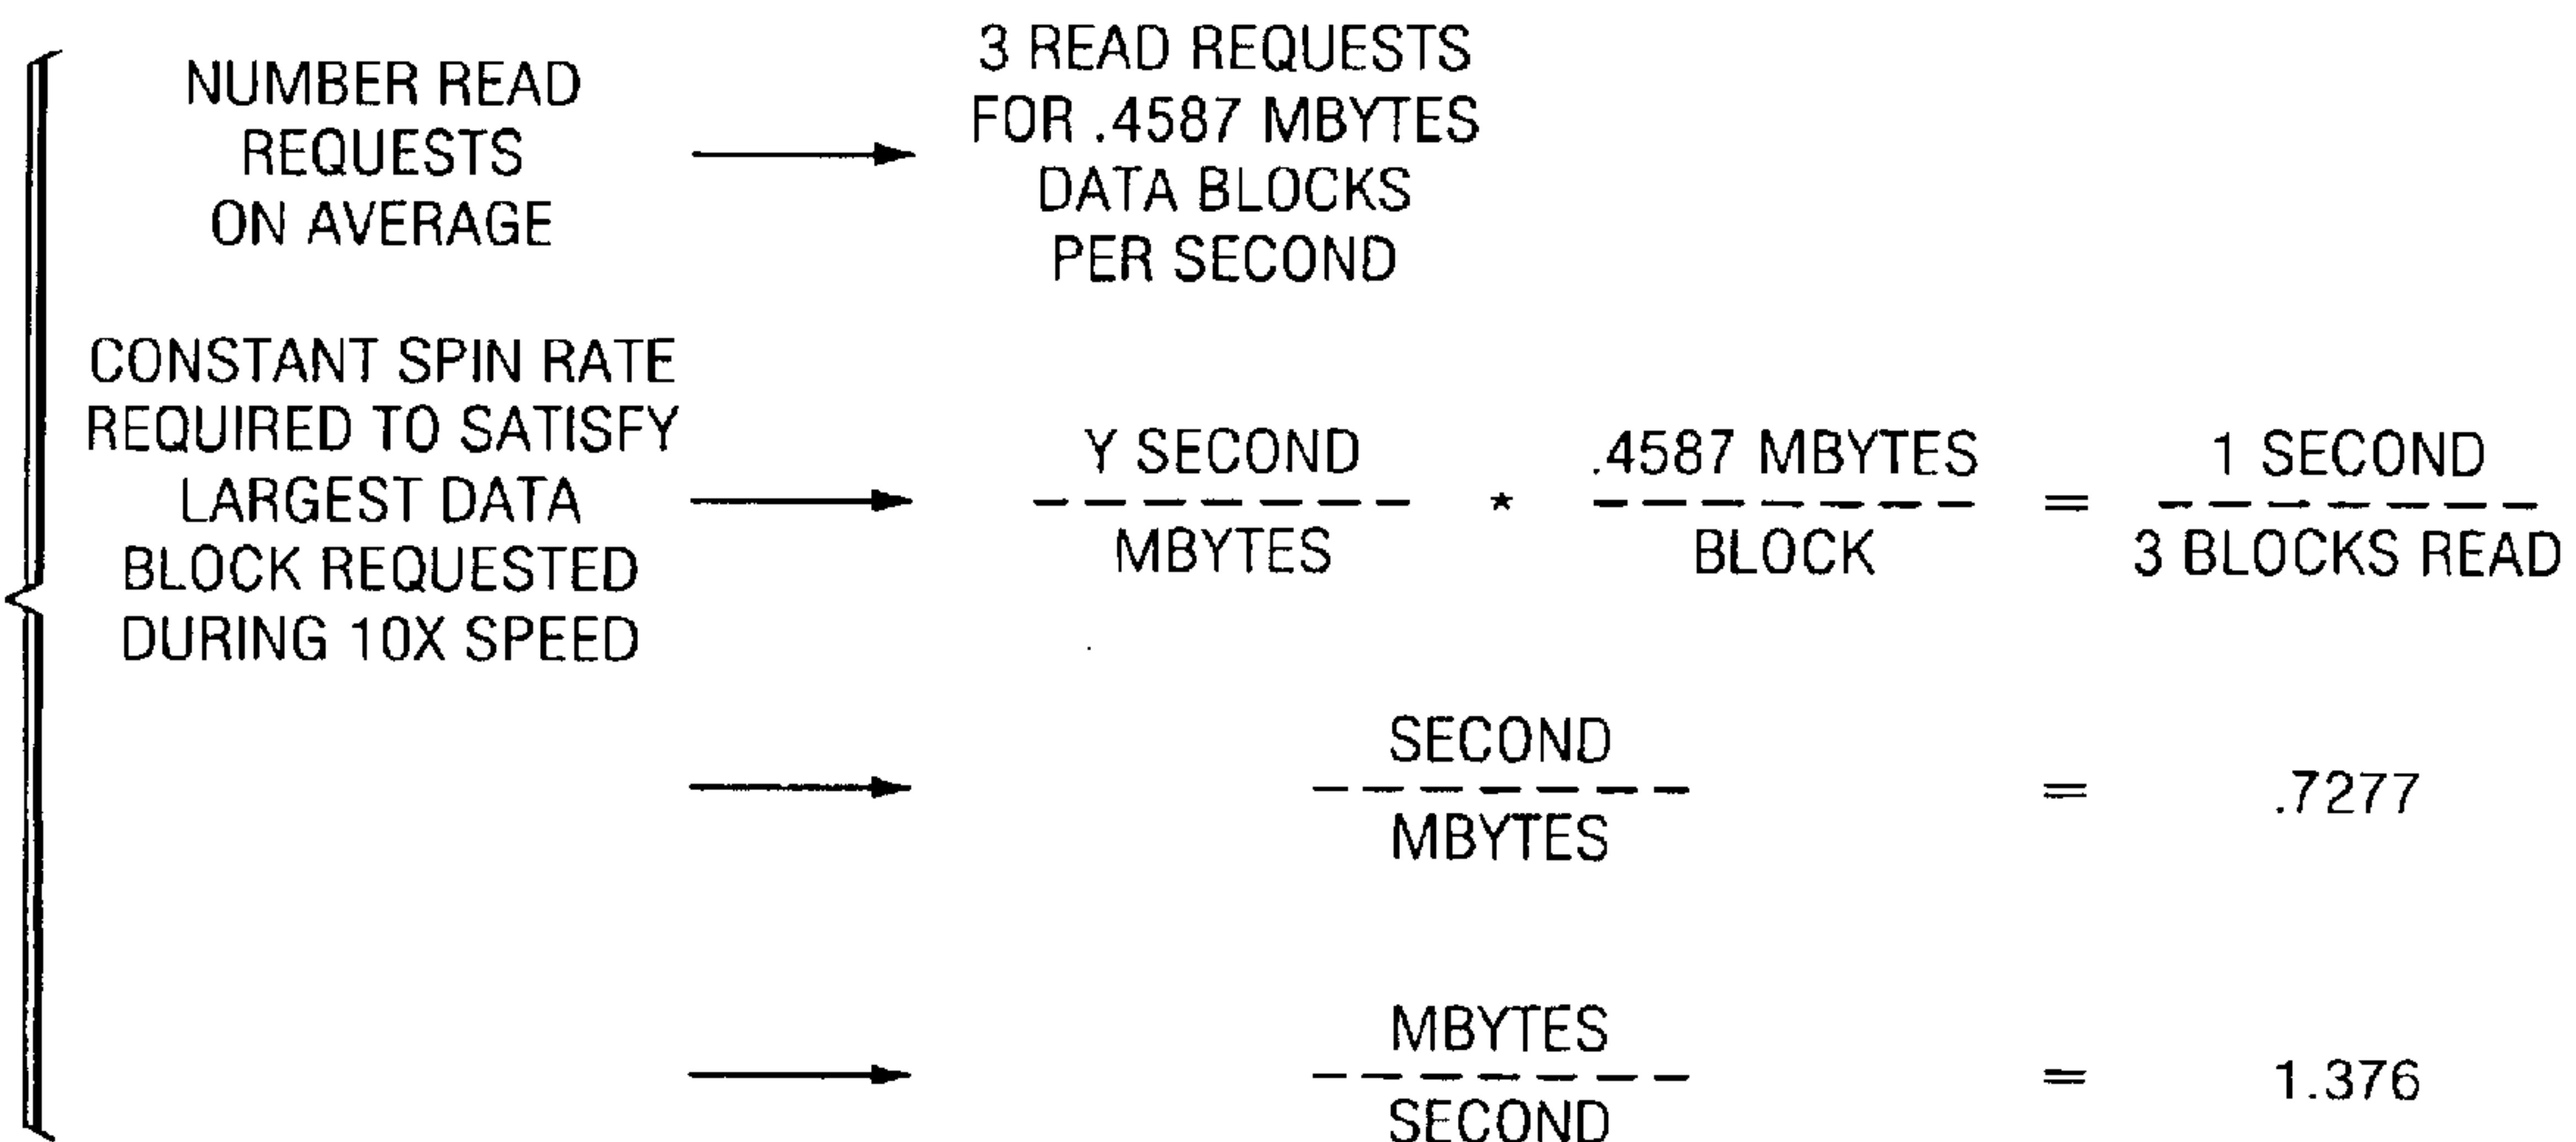 NUMBER READ
REQUESTS
ON AVERAGE
3 READ REQUESTS
FOR .4587 MBYTES
DATA BLOCKS
PER SECOND
CONSTANT SPIN RATE
REQUIRED TO SATISFY
LARGEST DATA
BLOCK REQUESTED
DURING 10X SPEED
Y SECOND
MBYTES
*
.4587 MBYTES
BLOCK
=
1 SECOND
3 BLOCKS READ
SECOND
MBYTES
= .7277
MBYTES
SECOND
= 1.376